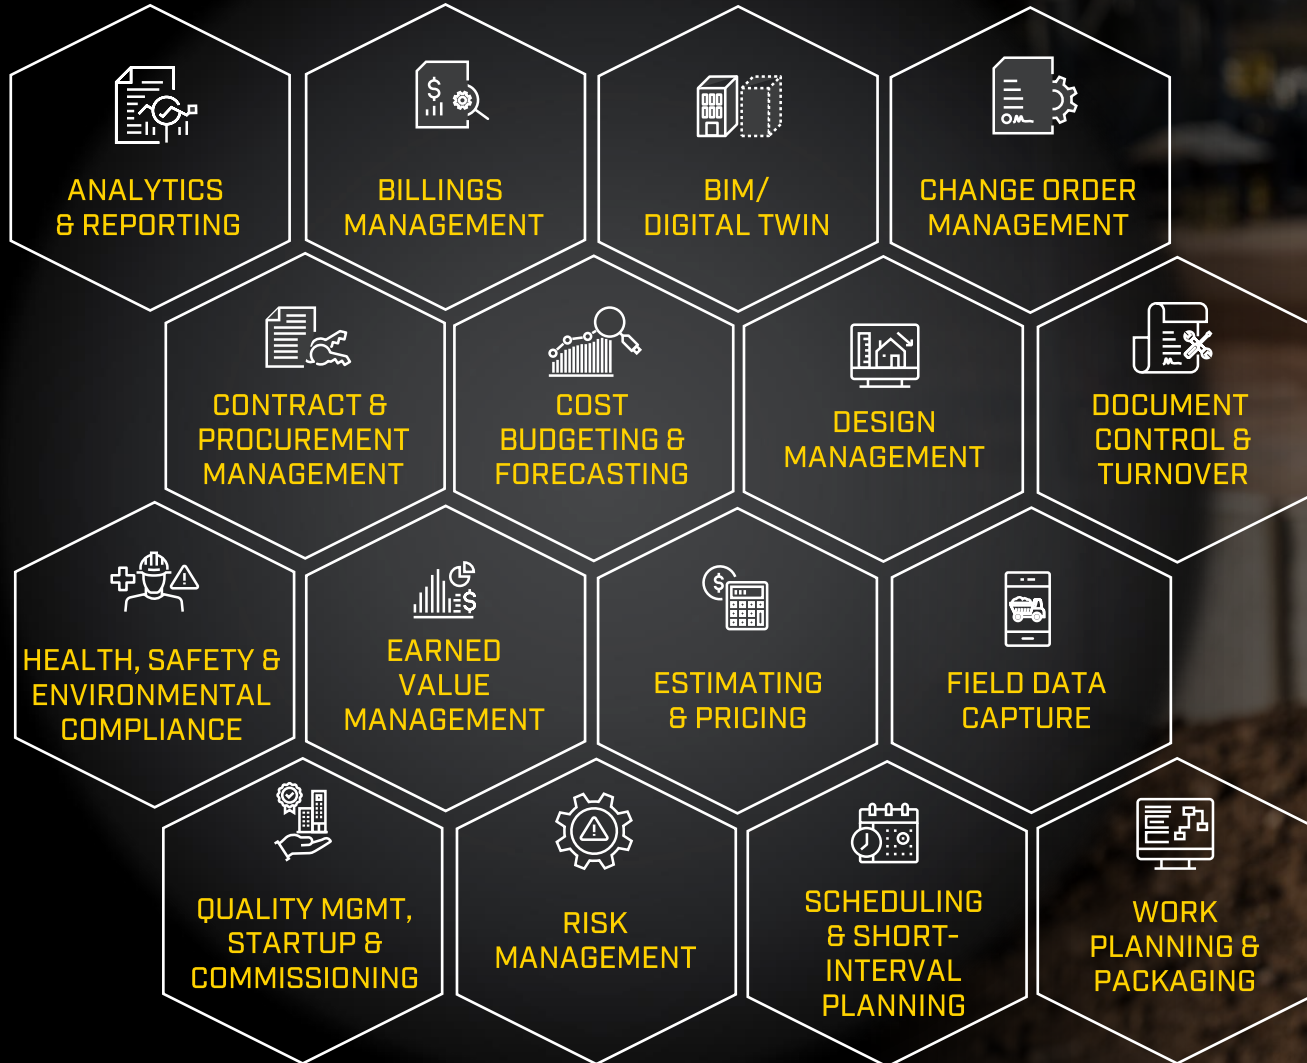 ANALYTICS
& REPORTING
BILLINGS
MANAGEMENT
BIM/
DIGITAL TWIN
CHANGE ORDER
MANAGEMENT
CONTRACT &
PROCUREMENT
MANAGEMENT
COST
BUDGETING &
FORECASTING
DESIGN
MANAGEMENT
DOCUMENT
CONTROL &
TURNOVER
HEALTH, SAFETY &
ENVIRONMENTAL
COMPLIANCE
EARNED
VALUE
MANAGEMENT
ESTIMATING
& PRICING
FIELD DATA
CAPTURE
QUALITY MGMT,
STARTUP &
COMMISSIONING
RISK
MANAGEMENT
SCHEDULING
& SHORT-
INTERVAL
PLANNING
WORK
PLANNING &
PACKAGING